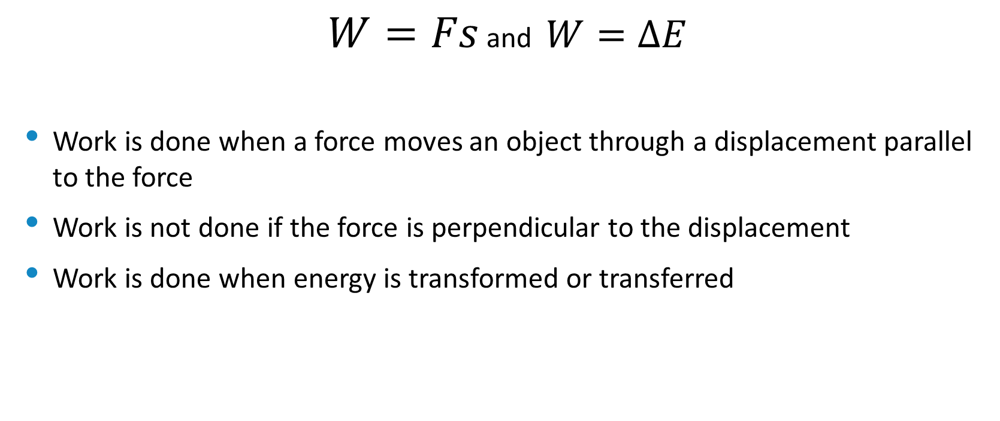 W = Fs and W = ΔE
• Work is done when a force moves an object through a displacement parallel
to the force
• Work is not done if the force is perpendicular to the displacement
• Work is done when energy is transformed or transferred